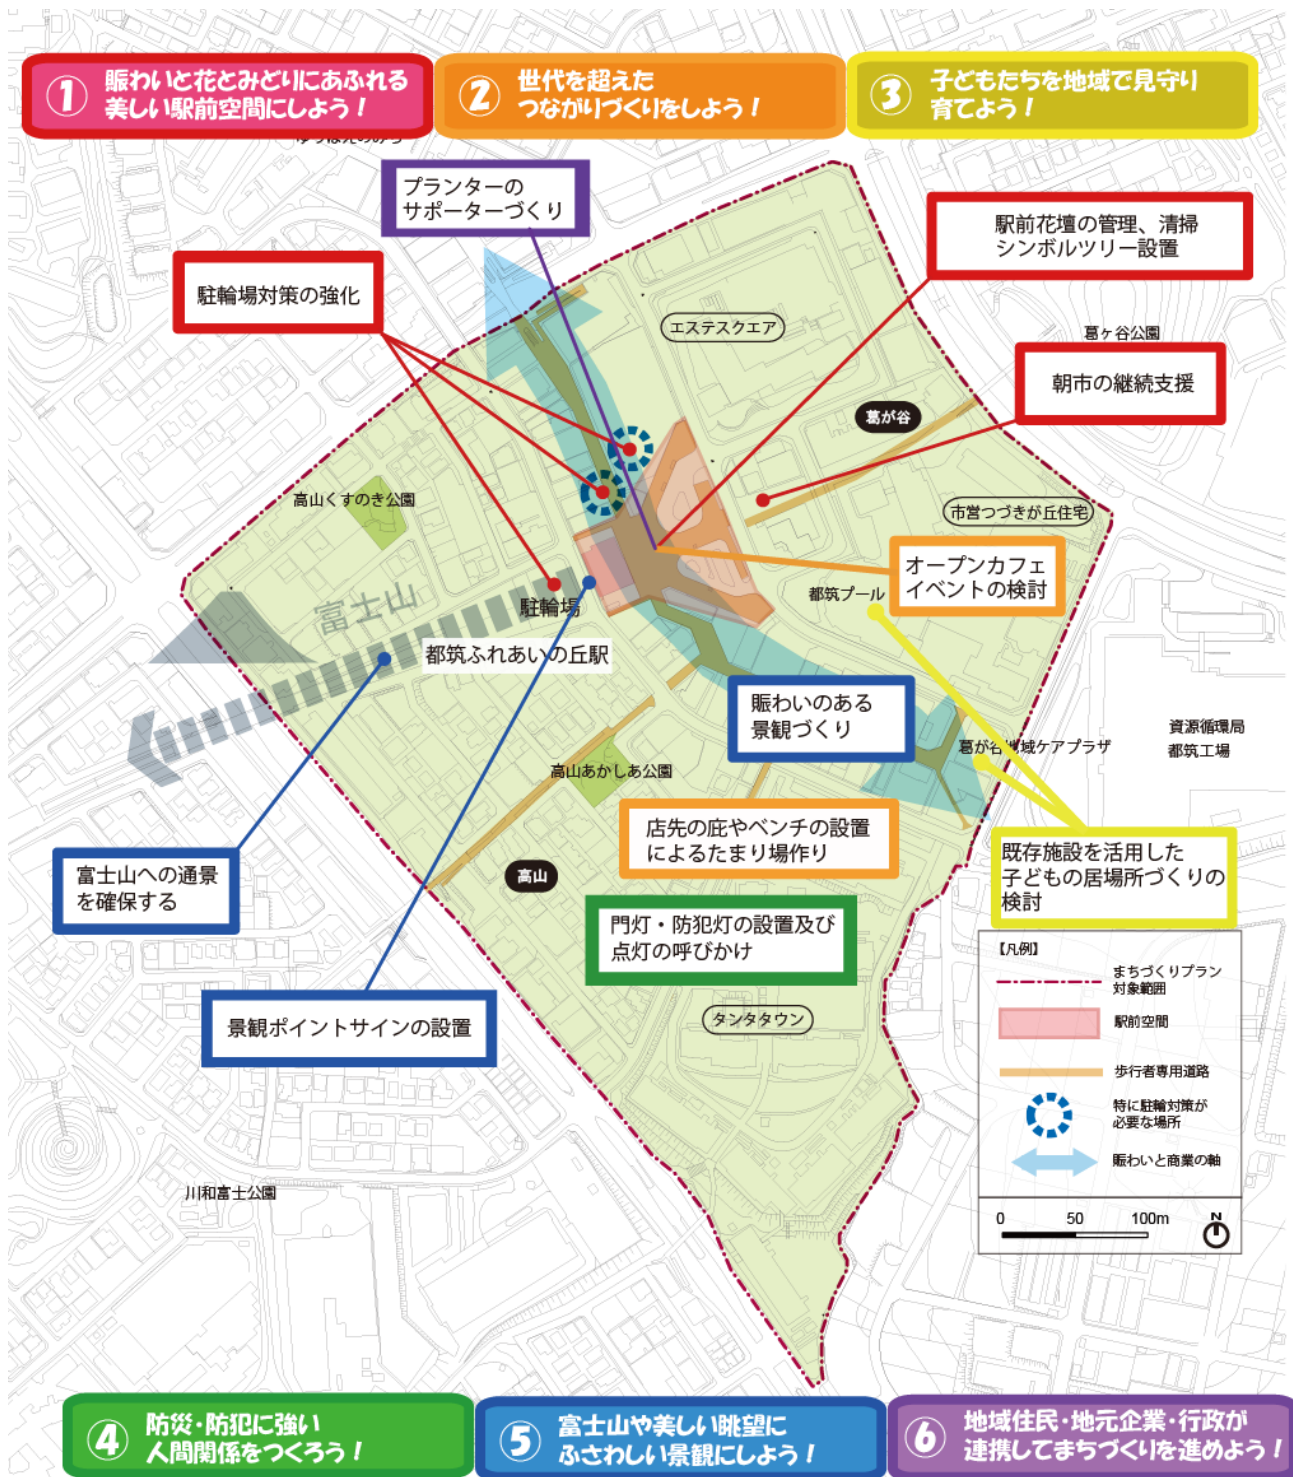 ① 賑わいと花とみどりにあふれる
美しい駅前空間にしよう！
② 世代を超えた
つながりづくりをしよう！
③ 子どもたちを地域で見守り
育てよう！
プランターの
サポーターづくり
駅前花壇の管理、清掃
シンボルツリー設置
駐輪場対策の強化
エステスクエア
葛ヶ谷公園
朝市の継続支援
葛が谷
高山くすのき公園
市営つづきが丘住宅
オープンカフェ
イベントの検討
都筑プール
富士山
駐輪場
都筑ふれあいの丘駅
賑わいのある
景観づくり
資源循環局
都筑工場
葛が谷地域ケアプラザ
高山あかしあ公園
店先の庇やベンチの設置
によるたまり場作り
高山
富士山への通景
を確保する
既存施設を活用した
子どもの居場所づくりの
検討
門灯・防犯灯の設置及び
点灯の呼びかけ
景観ポイントサインの設置
タンタタウン
川和富士公園
【凡例】
まちづくりプラン
対象範囲
駅前空間
歩行者専用道路
特に駐輪対策が
必要な場所
賑わいと商業の軸
0 50 100m N
④ 防災・防犯に強い
人間関係をつくろう！
⑤ 富士山や美しい眺望に
ふさわしい景観にしよう！
⑥ 地域住民・地元企業・行政が
連携してまちづくりを進めよう！